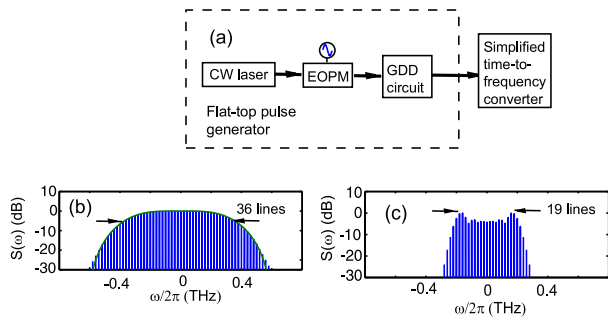 (a)
CW laser
EOPM
GDD
circuit
Simplified
time-to-
frequency
converter
Flat-top pulse
generator
(b)
36 lines
S(ω) (dB)
10
0
-10
-20
-30
-0.4
0
0.4
ω/2π (THz)
(c)
19 lines
S(ω) (dB)
10
0
-10
-20
-30
-0.4
0
0.4
ω/2π (THz)